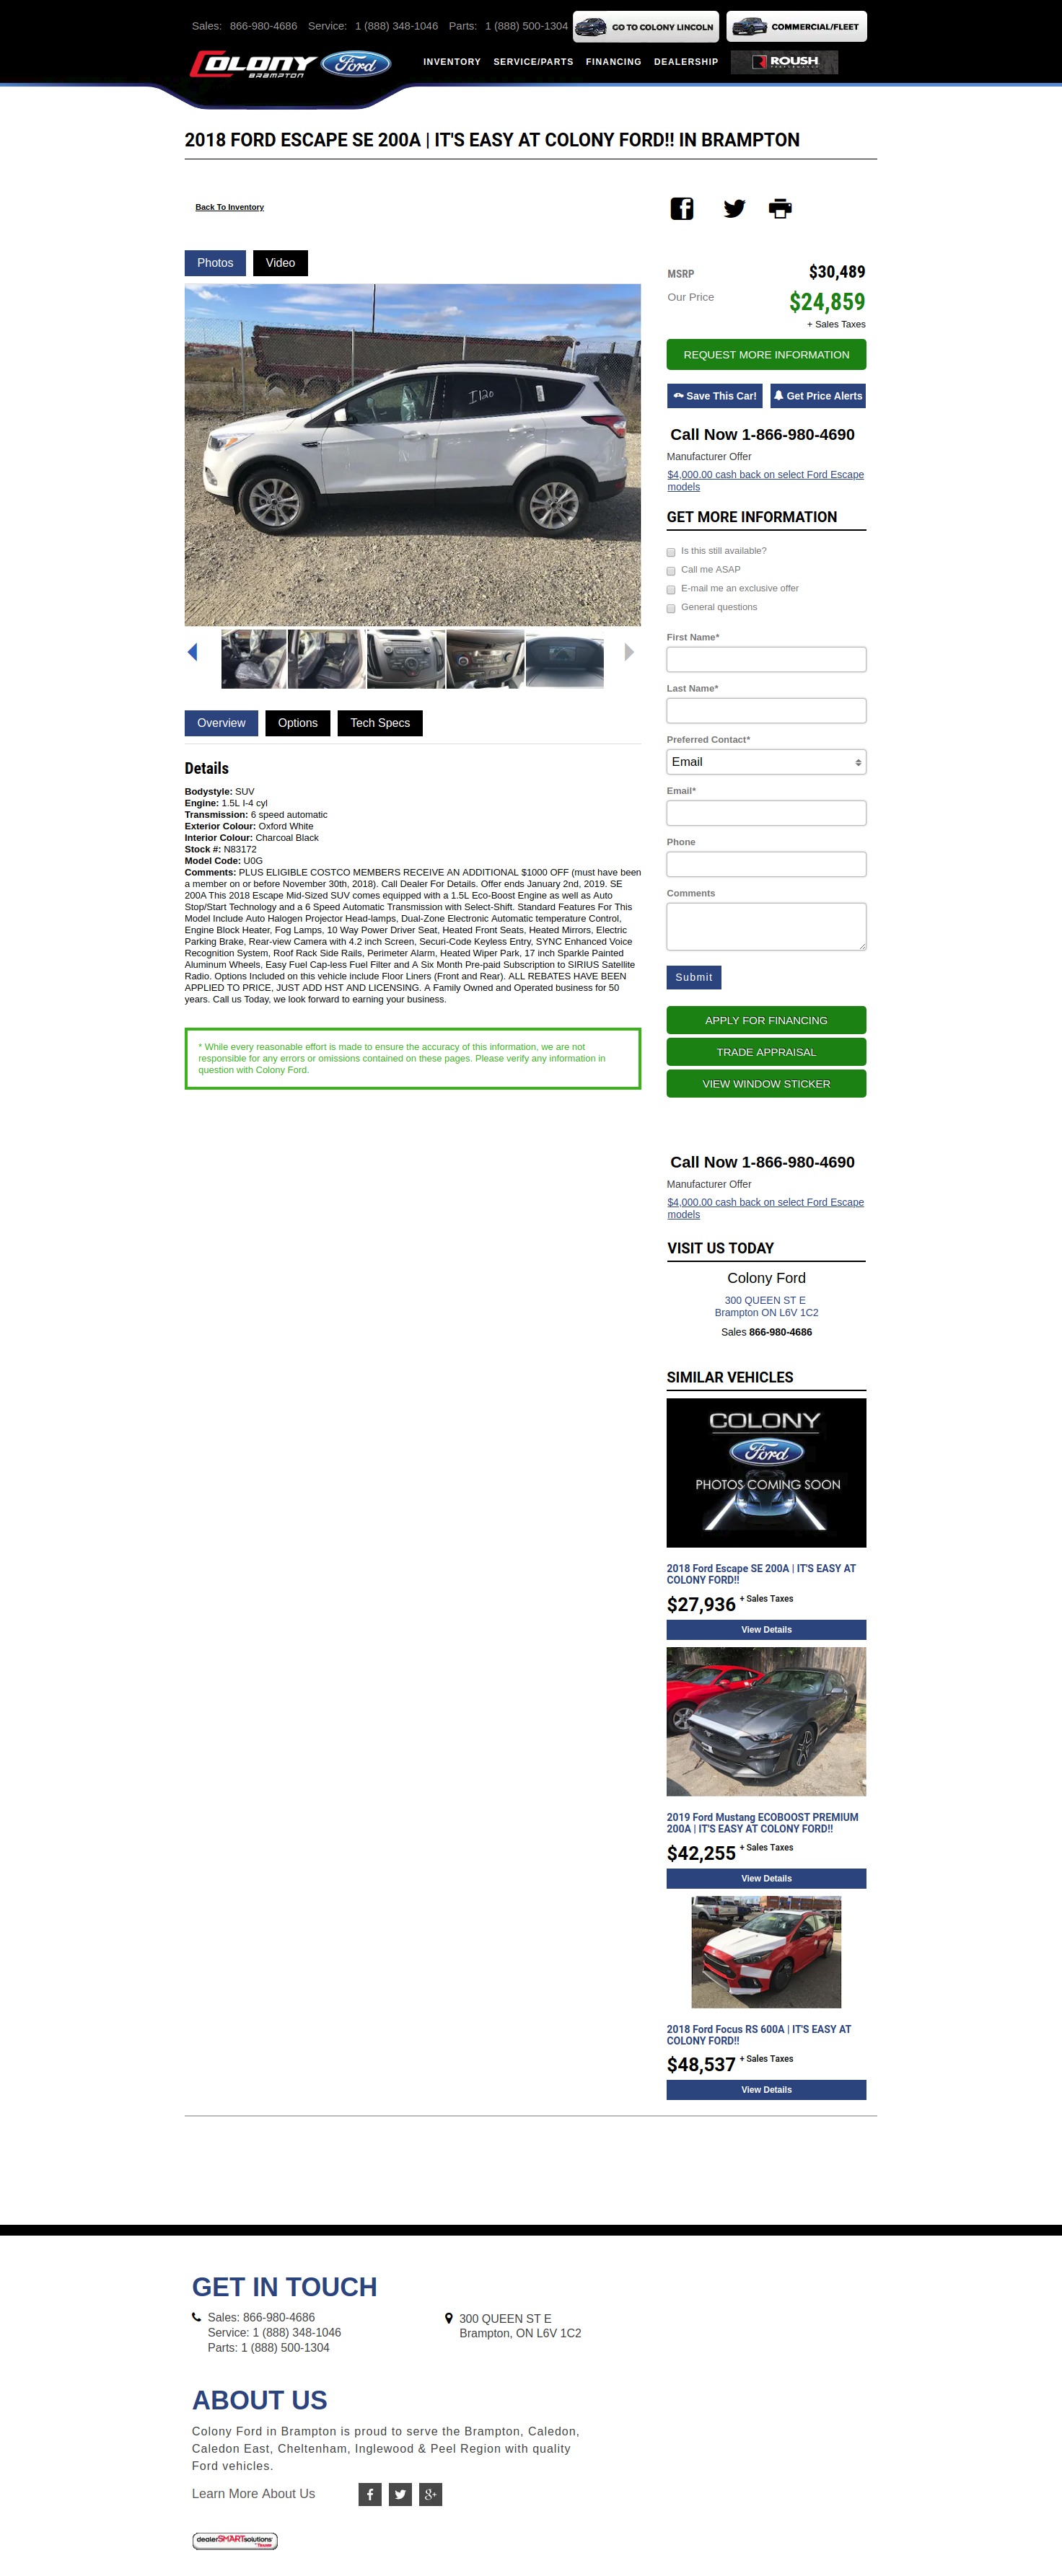 Sales: 866-980-4686 Service: 1 (888) 348-1046 Parts: 1 (888) 500-1304
GO TO COLONY LINCOLN
COMMERCIAL/FLEET
COLONY
BRAMPTON
Ford
INVENTORY SERVICE/PARTS FINANCING DEALERSHIP
ROUSH
2018 FORD ESCAPE SE 200A | IT'S EASY AT COLONY FORD!! IN BRAMPTON
Back To Inventory
Photos
Video
I120
MSRP $30,489
Our Price $24,859
+ Sales Taxes
REQUEST MORE INFORMATION
Save This Car!
Get Price Alerts
Call Now 1-866-980-4690
Manufacturer Offer
$4,000.00 cash back on select Ford Escape
models
GET MORE INFORMATION
Is this still available?
Call me ASAP
E-mail me an exclusive offer
General questions
First Name*
Last Name*
Preferred Contact*
Email
Email*
Phone
Comments
Submit
APPLY FOR FINANCING
TRADE APPRAISAL
VIEW WINDOW STICKER
Overview
Options
Tech Specs
Details
Bodystyle: SUV
Engine: 1.5L I-4 cyl
Transmission: 6 speed automatic
Exterior Colour: Oxford White
Interior Colour: Charcoal Black
Stock #: N83172
Model Code: U0G
Comments: PLUS ELIGIBLE COSTCO MEMBERS RECEIVE AN ADDITIONAL $1000 OFF (must have been
a member on or before November 30th, 2018). Call Dealer For Details. Offer ends January 2nd, 2019. SE
200A This 2018 Escape Mid-Sized SUV comes equipped with a 1.5L Eco-Boost Engine as well as Auto
Stop/Start Technology and a 6 Speed Automatic Transmission with Select-Shift. Standard Features For This
Model Include Auto Halogen Projector Head-lamps, Dual-Zone Electronic Automatic temperature Control,
Engine Block Heater, Fog Lamps, 10 Way Power Driver Seat, Heated Front Seats, Heated Mirrors, Electric
Parking Brake, Rear-view Camera with 4.2 inch Screen, Securi-Code Keyless Entry, SYNC Enhanced Voice
Recognition System, Roof Rack Side Rails, Perimeter Alarm, Heated Wiper Park, 17 inch Sparkle Painted
Aluminum Wheels, Easy Fuel Cap-less Fuel Filter and A Six Month Pre-paid Subscription to SIRIUS Satellite
Radio. Options Included on this vehicle include Floor Liners (Front and Rear). ALL REBATES HAVE BEEN
APPLIED TO PRICE, JUST ADD HST AND LICENSING. A Family Owned and Operated business for 50
years. Call us Today, we look forward to earning your business.
* While every reasonable effort is made to ensure the accuracy of this information, we are not
responsible for any errors or omissions contained on these pages. Please verify any information in
question with Colony Ford.
Call Now 1-866-980-4690
Manufacturer Offer
$4,000.00 cash back on select Ford Escape
models
VISIT US TODAY
Colony Ford
300 QUEEN ST E
Brampton ON L6V 1C2
Sales 866-980-4686
SIMILAR VEHICLES
COLONY
Ford
PHOTOS COMING SOON
2018 Ford Escape SE 200A | IT'S EASY AT
COLONY FORD!!
$27,936 + Sales Taxes
View Details
2019 Ford Mustang ECOBOOST PREMIUM
200A | IT'S EASY AT COLONY FORD!!
$42,255 + Sales Taxes
View Details
2018 Ford Focus RS 600A | IT'S EASY AT
COLONY FORD!!
$48,537 + Sales Taxes
View Details
GET IN TOUCH
Sales: 866-980-4686
Service: 1 (888) 348-1046
Parts: 1 (888) 500-1304
300 QUEEN ST E
Brampton, ON L6V 1C2
ABOUT US
Colony Ford in Brampton is proud to serve the Brampton, Caledon,
Caledon East, Cheltenham, Inglewood & Peel Region with quality
Ford vehicles.
Learn More About Us
dealerSMARTsolutions